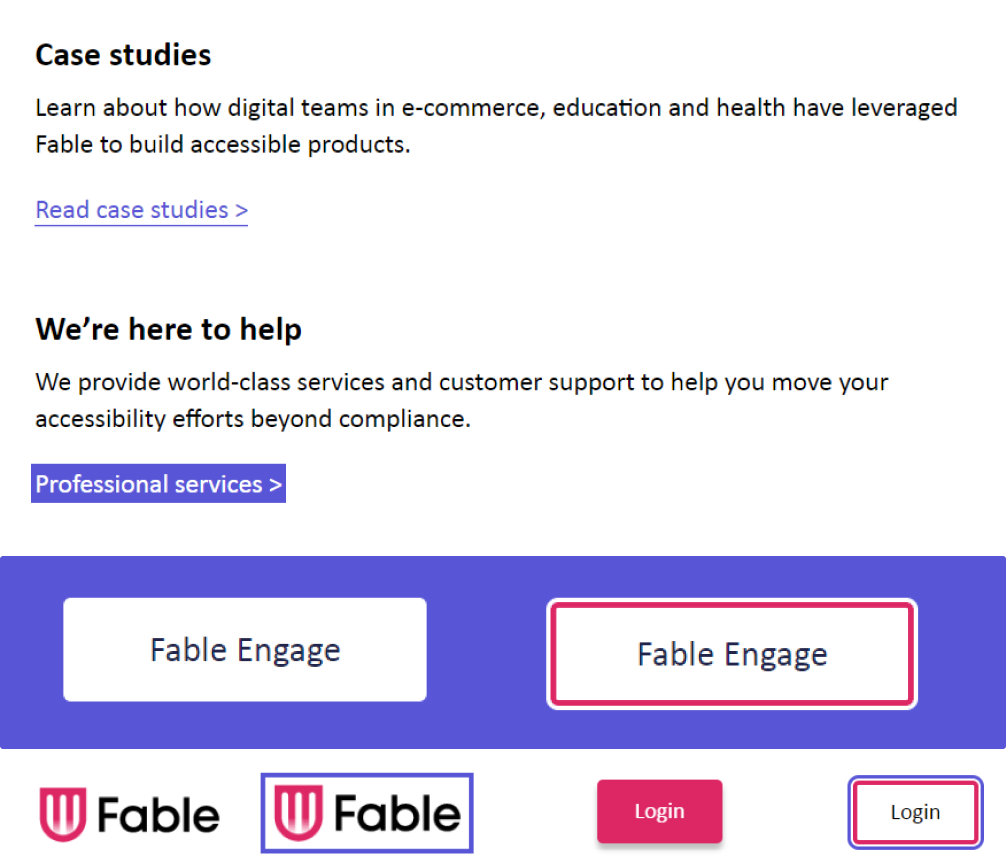 Case studies
Learn about how digital teams in e-commerce, education and health have leveraged
Fable to build accessible products.
Read case studies >
We’re here to help
We provide world-class services and customer support to help you move your
accessibility efforts beyond compliance.
Professional services >
Fable Engage
Fable Engage
Fable
Fable
Login
Login